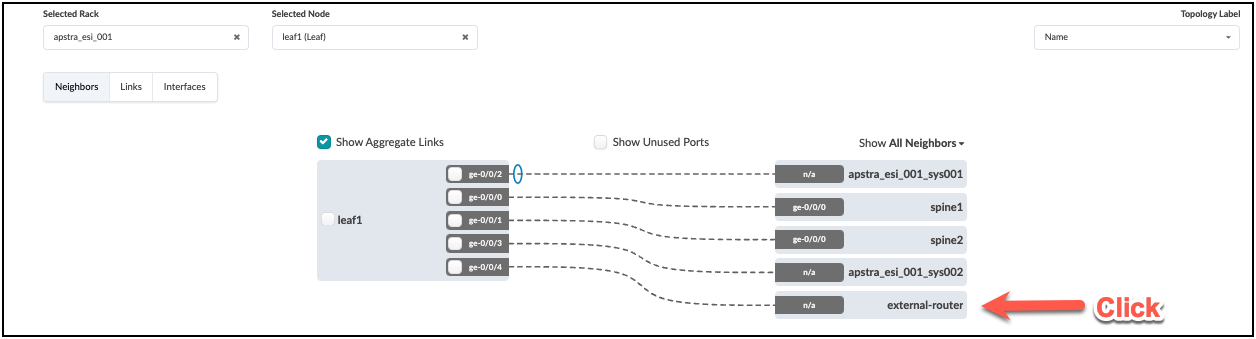 Selected Rack
Selected Node
Topology Label
apstra_esi_001
leaf1 (Leaf)
Name
Neighbors
Links
Interfaces
Show Aggregate Links
Show Unused Ports
Show All Neighbors
leaf1
ge-0/0/2
ge-0/0/0
ge-0/0/1
ge-0/0/3
ge-0/0/4
n/a apstra_esi_001_sys001
ge-0/0/0 spine1
ge-0/0/0 spine2
n/a apstra_esi_001_sys002
n/a external-router
Click